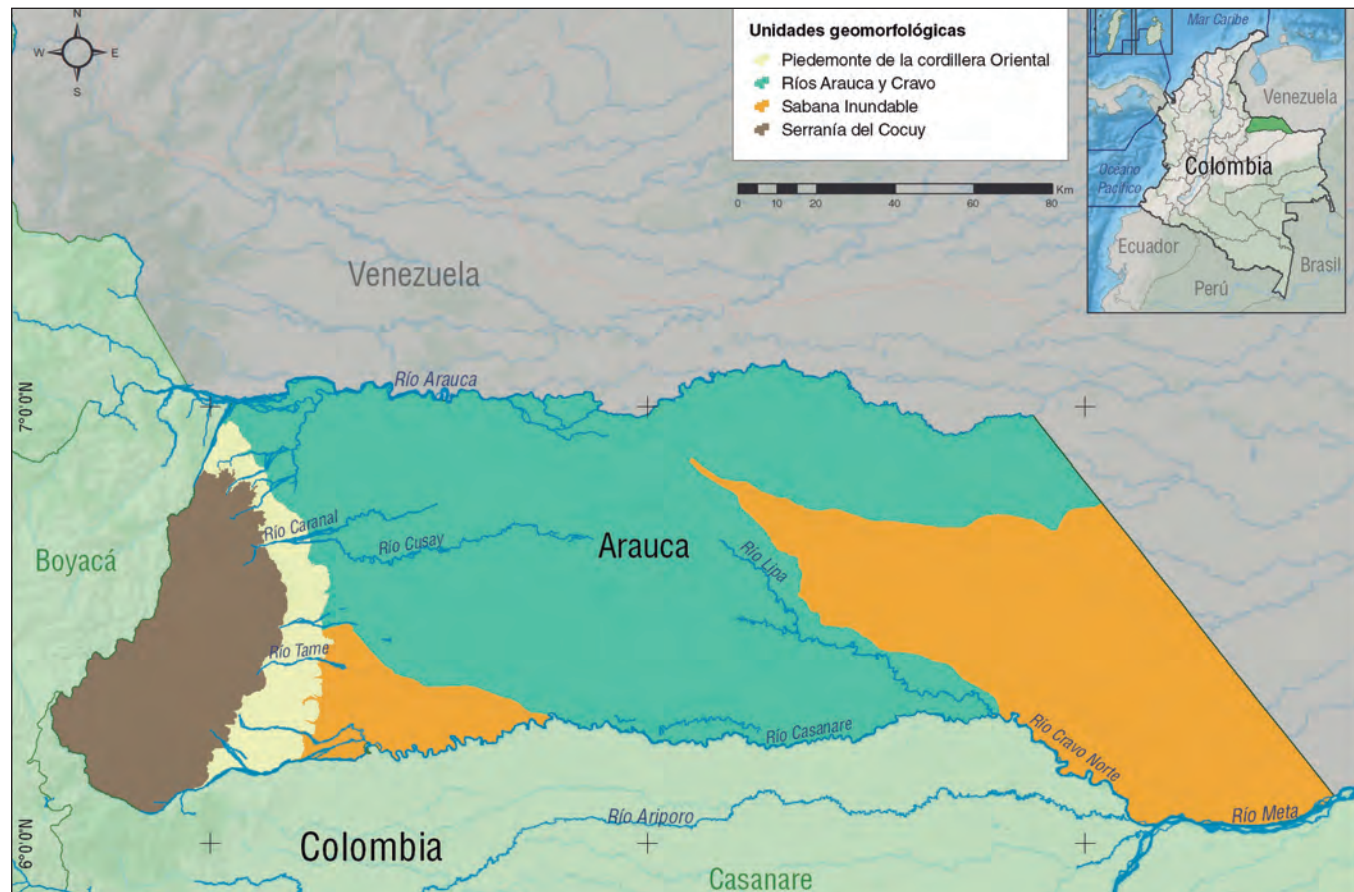 N
W E
S
Unidades geomorfológicas
Piedemonte de la cordillera Oriental
Ríos Arauca y Cravo
Sabana Inundable
Serranía del Cocuy
0 10 20 40 60 80 Km
Mar Caribe
Venezuela
Océano
Pacífico
Colombia
Ecuador
Perú
Brasil
Venezuela
7°0'0"N
Río Arauca
Boyacá
Río Caranal
Río Cusay
Arauca
Río Lipa
Río Tame
Río Casanare
Río Cravo Norte
Río Meta
Río Ariporo
6°0'0"N
Colombia
Casanare